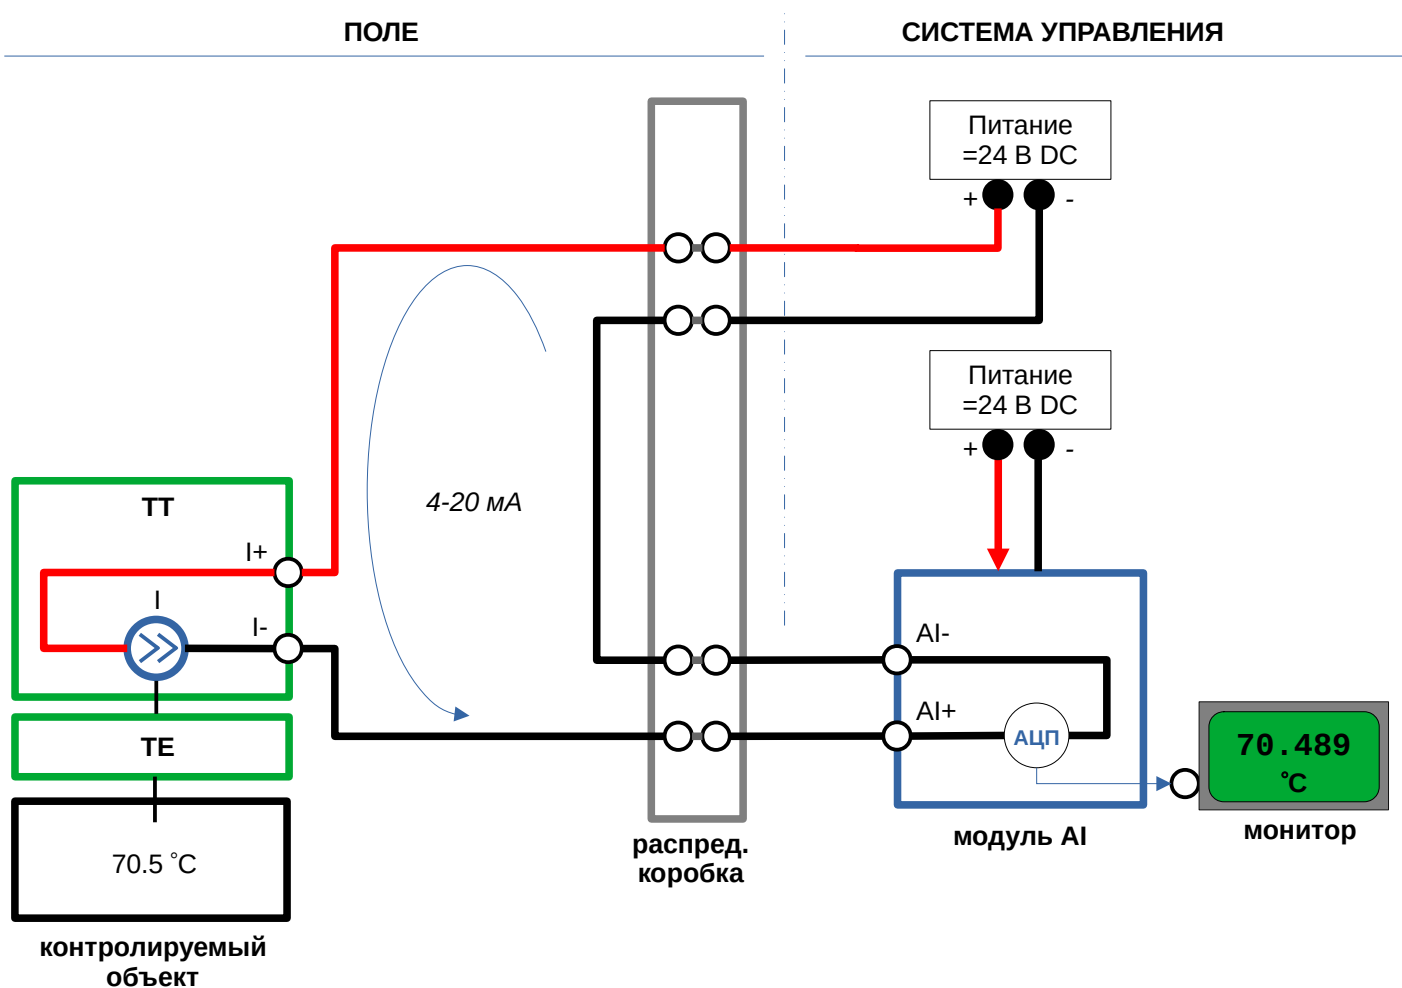 ПОЛЕ
СИСТЕМА УПРАВЛЕНИЯ
Питание
=24 В DC
+
-
Питание
=24 В DC
+
-
4-20 мА
ТТ
I+
I
I-
ТЕ
70.5 °C
контролируемый
объект
распред.
коробка
AI-
AI+
АЦП
модуль AI
70.489
°C
монитор